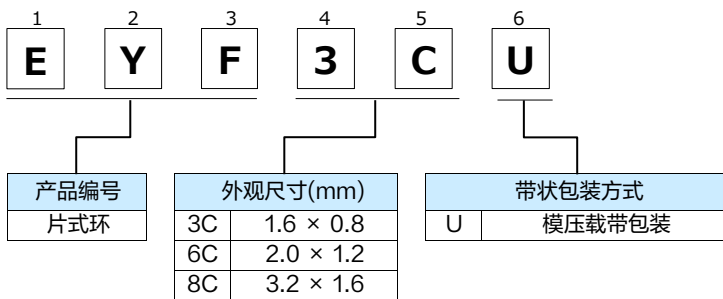 1 2 3 4 5 6
E Y F 3 C U
产品编号 外观尺寸(mm) 带状包装方式
片式环 3C 1.6 × 0.8 U 模压载带包装
6C 2.0 × 1.2
8C 3.2 × 1.6